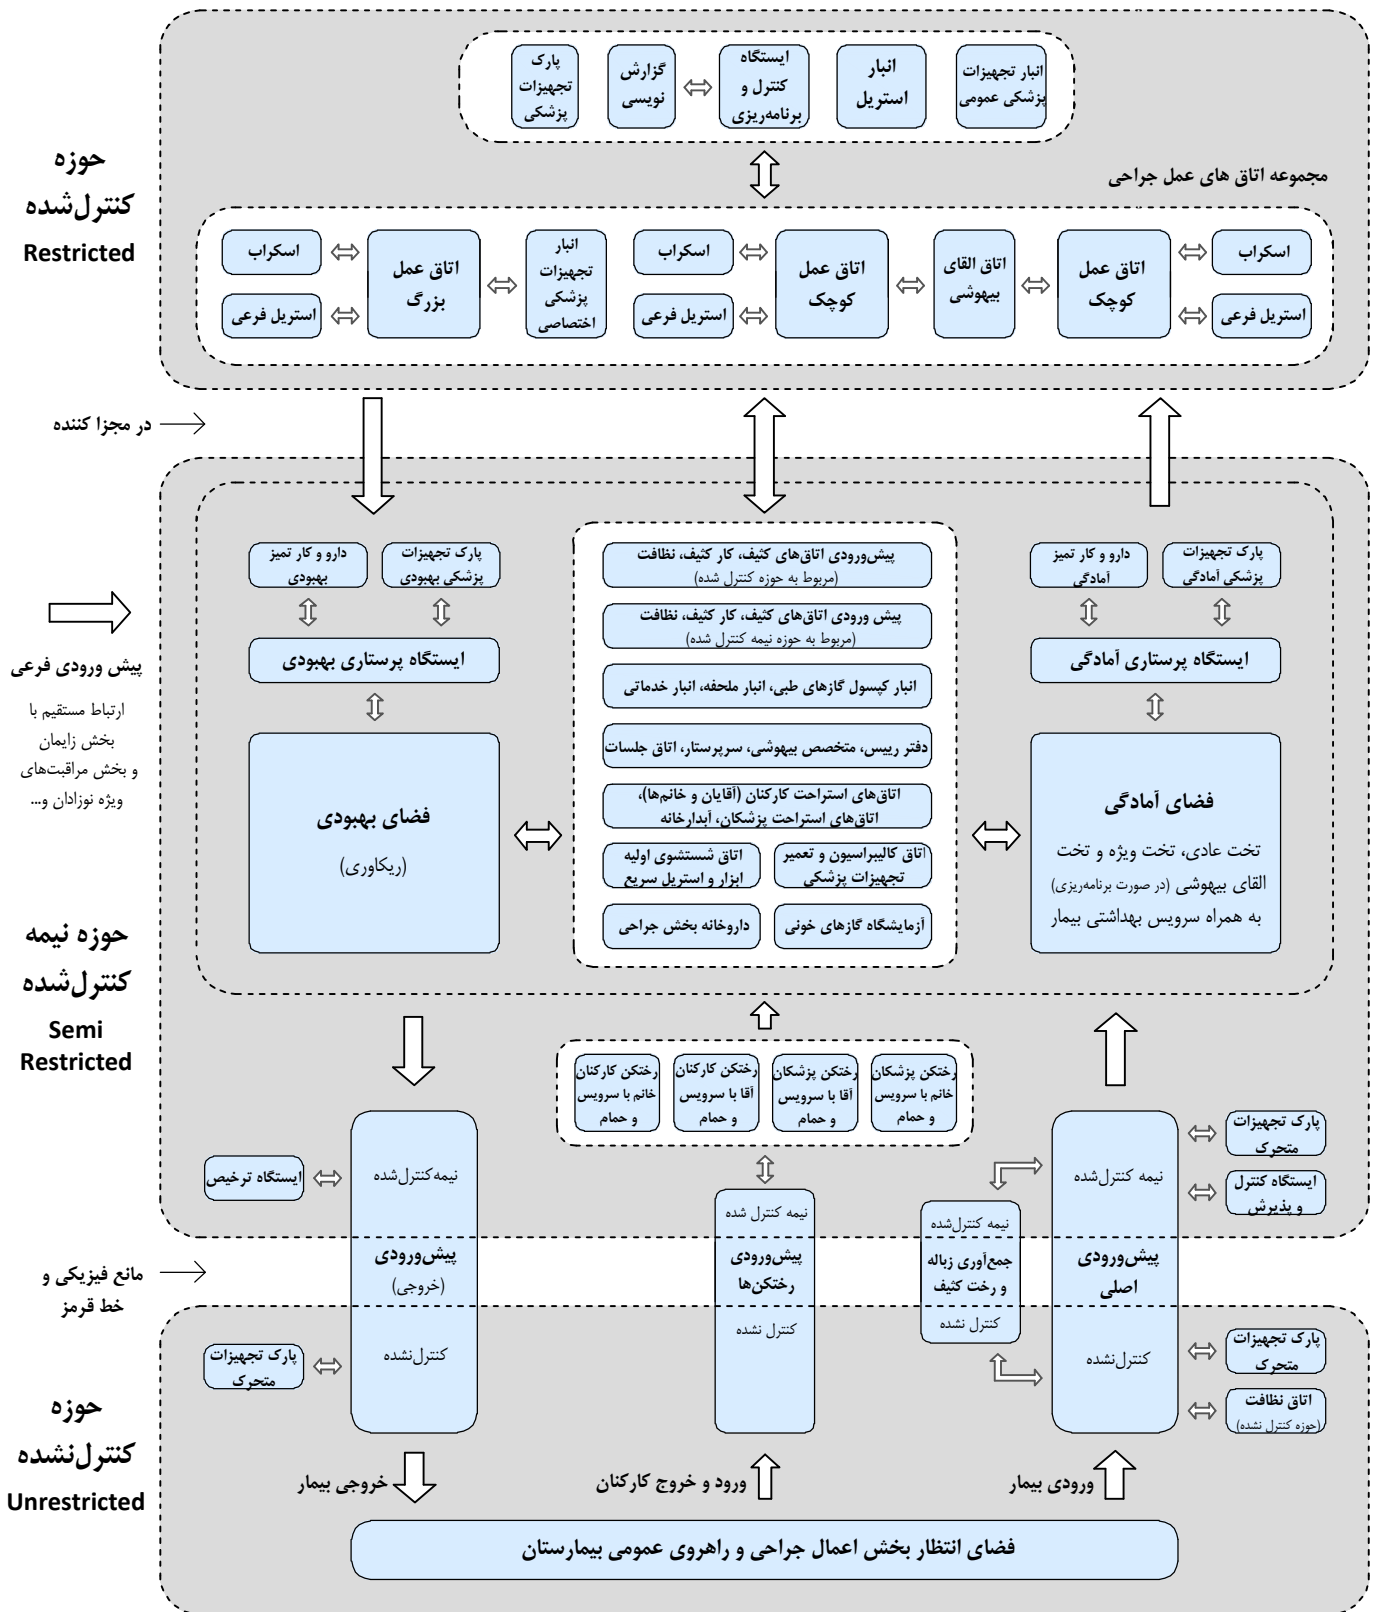 انبار تجهیزات
پزشکی عمومی
انبار
استریل
ایستگاه
کنترل و
برنامه‌ریزی
گزارش
نویسی
پارک
تجهیزات
پزشکی
حوزه
کنترل‌شده
Restricted
مجموعه اتاق های عمل جراحی
اسکراب
استریل فرعی
اتاق عمل
کوچک
اتاق القای
بیهوشی
اتاق عمل
کوچک
اسکراب
استریل فرعی
انبار
تجهیزات
پزشکی
اختصاصی
اتاق عمل
بزرگ
اسکراب
استریل فرعی
در مجزا کننده
پارک تجهیزات
پزشکی آمادگی
دارو و کار تمیز
آمادگی
ایستگاه پرستاری آمادگی
فضای آمادگی
تخت عادی، تخت ویژه و تخت
القای بیهوشی (در صورت برنامه‌ریزی)
به همراه سرویس بهداشتی بیمار
پیش‌ورودی اتاق‌های کثیف، کار کثیف، نظافت
(مربوط به حوزه کنترل شده)
پیش ورودی اتاق‌های کثیف، کار کثیف، نظافت
(مربوط به حوزه نیمه کنترل شده)
انبار کپسول گازهای طبی، انبار ملحفه، انبار خدماتی
دفتر رییس، متخصص بیهوشی، سرپرستار، اتاق جلسات
اتاق‌های استراحت کارکنان (آقایان و خانم‌ها)،
اتاق‌های استراحت پزشکان، آبدارخانه
اتاق کالیبراسیون و تعمیر
تجهیزات پزشکی
اتاق شستشوی اولیه
ابزار و استریل سریع
آزمایشگاه گازهای خونی
داروخانه بخش جراحی
پارک تجهیزات
پزشکی بهبودی
دارو و کار تمیز
بهبودی
ایستگاه پرستاری بهبودی
فضای بهبودی
(ریکاوری)
پیش ورودی فرعی
ارتباط مستقیم با
بخش زایمان
و بخش مراقبت‌های
ویژه نوزادان و...
حوزه نیمه
کنترل‌شده
Semi
Restricted
رختکن پزشکان
خانم با سرویس
و حمام
رختکن پزشکان
آقا با سرویس
و حمام
رختکن کارکنان
آقا با سرویس
و حمام
رختکن کارکنان
خانم با سرویس
و حمام
پارک تجهیزات
متحرک
ایستگاه کنترل
و پذیرش
نیمه کنترل‌شده
پیش‌ورودی
اصلی
کنترل‌نشده
نیمه کنترل‌شده
جمع‌آوری زباله
و رخت کثیف
کنترل نشده
نیمه کنترل شده
پیش‌ورودی
رختکن‌ها
کنترل نشده
نیمه‌کنترل‌شده
پیش‌ورودی
(خروجی)
کنترل‌نشده
ایستگاه ترخیص
مانع فیزیکی و
خط قرمز
پارک تجهیزات
متحرک
اتاق نظافت
(حوزه کنترل نشده)
پارک تجهیزات
متحرک
حوزه
کنترل‌نشده
Unrestricted
ورودی بیمار
ورود و خروج کارکنان
خروجی بیمار
فضای انتظار بخش اعمال جراحی و راهروی عمومی بیمارستان